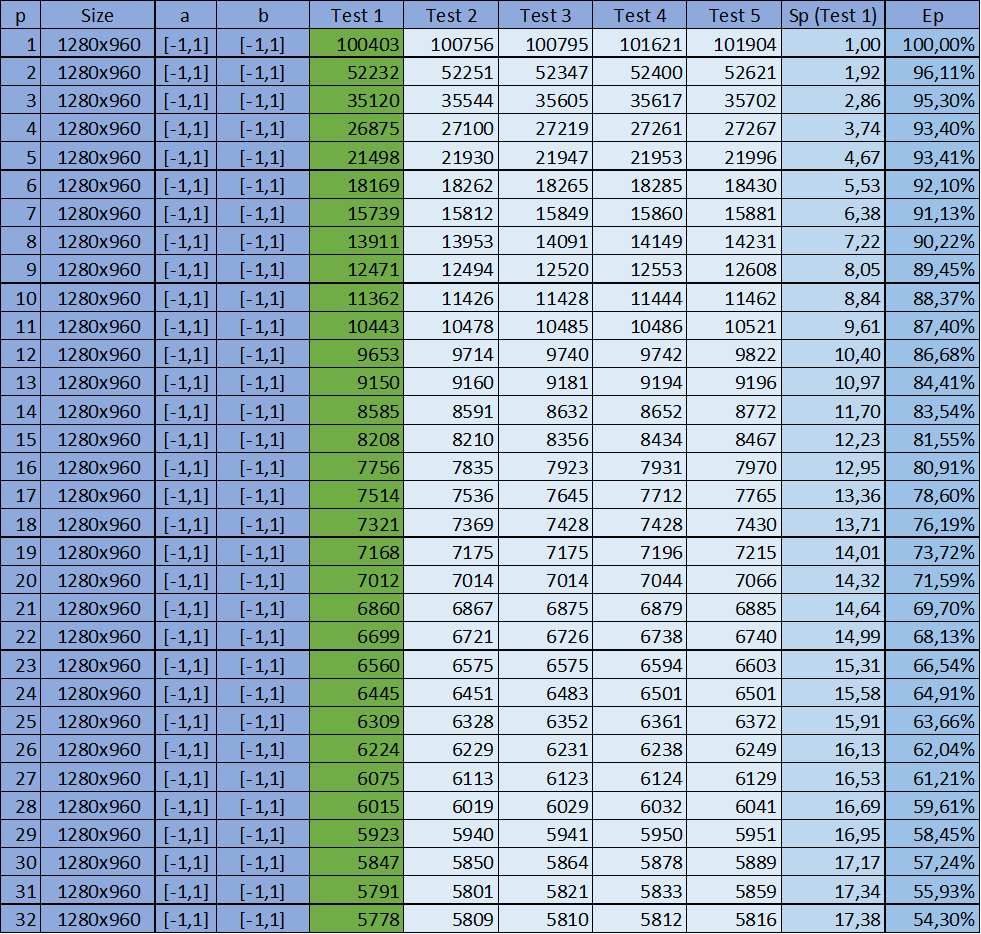 p Size a b Test 1 Test 2 Test 3 Test 4 Test 5 Sp (Test 1) Ep
1 1280x960 [-1,1] [-1,1] 100403 100756 100795 101621 101904 1,00 100,00%
2 1280x960 [-1,1] [-1,1] 52232 52251 52347 52400 52621 1,92 96,11%
3 1280x960 [-1,1] [-1,1] 35120 35544 35605 35617 35702 2,86 95,30%
4 1280x960 [-1,1] [-1,1] 26875 27100 27219 27261 27267 3,74 93,40%
5 1280x960 [-1,1] [-1,1] 21498 21930 21947 21953 21996 4,67 93,41%
6 1280x960 [-1,1] [-1,1] 18169 18262 18265 18285 18430 5,53 92,10%
7 1280x960 [-1,1] [-1,1] 15739 15812 15849 15860 15881 6,38 91,13%
8 1280x960 [-1,1] [-1,1] 13911 13953 14091 14149 14231 7,22 90,22%
9 1280x960 [-1,1] [-1,1] 12471 12494 12520 12553 12608 8,05 89,45%
10 1280x960 [-1,1] [-1,1] 11362 11426 11428 11444 11462 8,84 88,37%
11 1280x960 [-1,1] [-1,1] 10443 10478 10485 10486 10521 9,61 87,40%
12 1280x960 [-1,1] [-1,1] 9653 9714 9740 9742 9822 10,40 86,68%
13 1280x960 [-1,1] [-1,1] 9150 9160 9181 9194 9196 10,97 84,41%
14 1280x960 [-1,1] [-1,1] 8585 8591 8632 8652 8772 11,70 83,54%
15 1280x960 [-1,1] [-1,1] 8208 8210 8356 8434 8467 12,23 81,55%
16 1280x960 [-1,1] [-1,1] 7756 7835 7923 7931 7970 12,95 80,91%
17 1280x960 [-1,1] [-1,1] 7514 7536 7645 7712 7765 13,36 78,60%
18 1280x960 [-1,1] [-1,1] 7321 7369 7428 7428 7430 13,71 76,19%
19 1280x960 [-1,1] [-1,1] 7168 7175 7175 7196 7215 14,01 73,72%
20 1280x960 [-1,1] [-1,1] 7012 7014 7014 7044 7066 14,32 71,59%
21 1280x960 [-1,1] [-1,1] 6860 6867 6875 6879 6885 14,64 69,70%
22 1280x960 [-1,1] [-1,1] 6699 6721 6726 6738 6740 14,99 68,13%
23 1280x960 [-1,1] [-1,1] 6560 6575 6575 6594 6603 15,31 66,54%
24 1280x960 [-1,1] [-1,1] 6445 6451 6483 6501 6501 15,58 64,91%
25 1280x960 [-1,1] [-1,1] 6309 6328 6352 6361 6372 15,91 63,66%
26 1280x960 [-1,1] [-1,1] 6224 6229 6231 6238 6249 16,13 62,04%
27 1280x960 [-1,1] [-1,1] 6075 6113 6123 6124 6129 16,53 61,21%
28 1280x960 [-1,1] [-1,1] 6015 6019 6029 6032 6041 16,69 59,61%
29 1280x960 [-1,1] [-1,1] 5923 5940 5941 5950 5951 16,95 58,45%
30 1280x960 [-1,1] [-1,1] 5847 5850 5864 5878 5889 17,17 57,24%
31 1280x960 [-1,1] [-1,1] 5791 5801 5821 5833 5859 17,34 55,93%
32 1280x960 [-1,1] [-1,1] 5778 5809 5810 5812 5816 17,38 54,30%